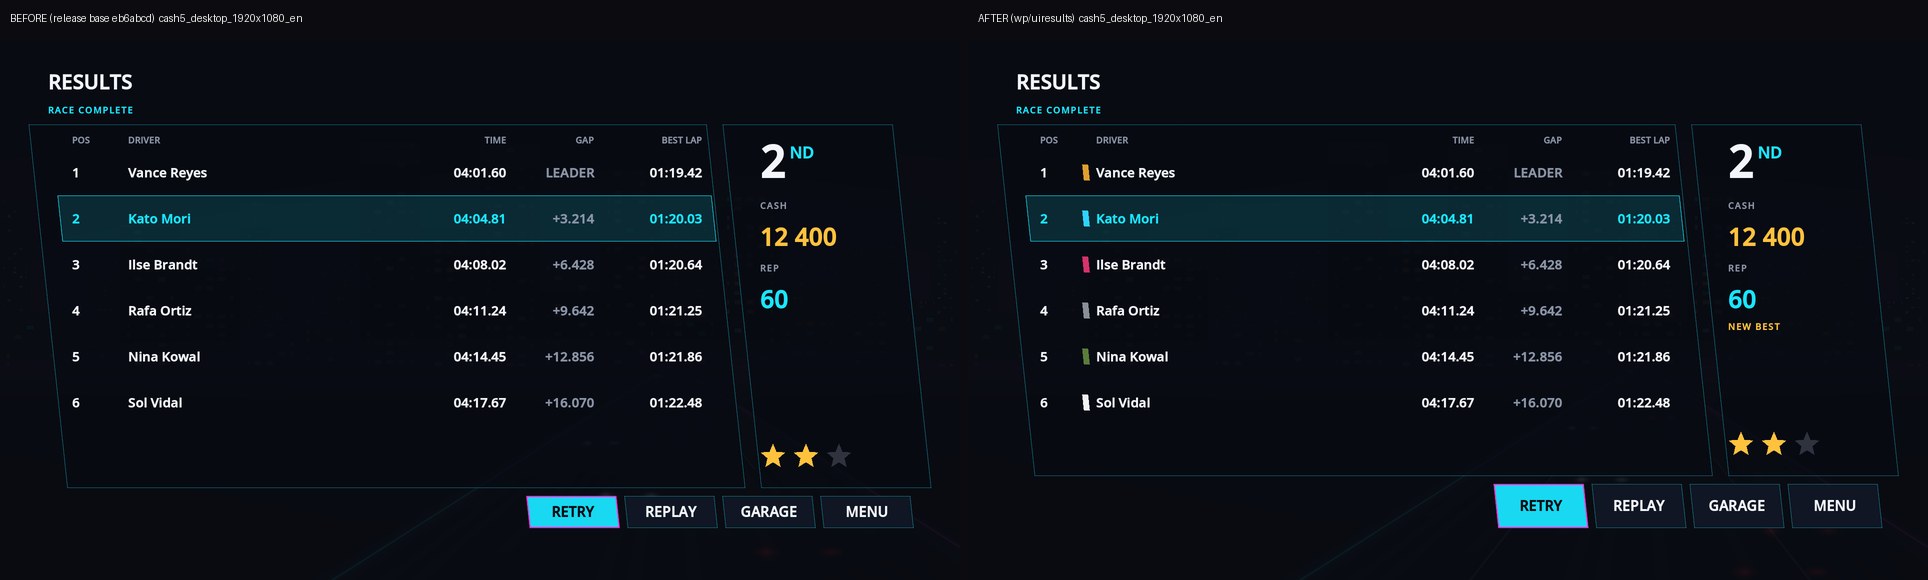 BEFORE (release base eb6abcd) cash5_desktop_1920x1080_en
RESULTS
RACE COMPLETE
POS DRIVER TIME GAP BEST LAP
1 Vance Reyes 04:01.60 LEADER 01:19.42
2 Kato Mori 04:04.81 +3.214 01:20.03
3 Ilse Brandt 04:08.02 +6.428 01:20.64
4 Rafa Ortiz 04:11.24 +9.642 01:21.25
5 Nina Kowal 04:14.45 +12.856 01:21.86
6 Sol Vidal 04:17.67 +16.070 01:22.48
2ND
CASH
12 400
REP
60
RETRY REPLAY GARAGE MENU
AFTER (wp/uiresults) cash5_desktop_1920x1080_en
RESULTS
RACE COMPLETE
POS DRIVER TIME GAP BEST LAP
1 Vance Reyes 04:01.60 LEADER 01:19.42
2 Kato Mori 04:04.81 +3.214 01:20.03
3 Ilse Brandt 04:08.02 +6.428 01:20.64
4 Rafa Ortiz 04:11.24 +9.642 01:21.25
5 Nina Kowal 04:14.45 +12.856 01:21.86
6 Sol Vidal 04:17.67 +16.070 01:22.48
2ND
CASH
12 400
REP
60
NEW BEST
RETRY REPLAY GARAGE MENU